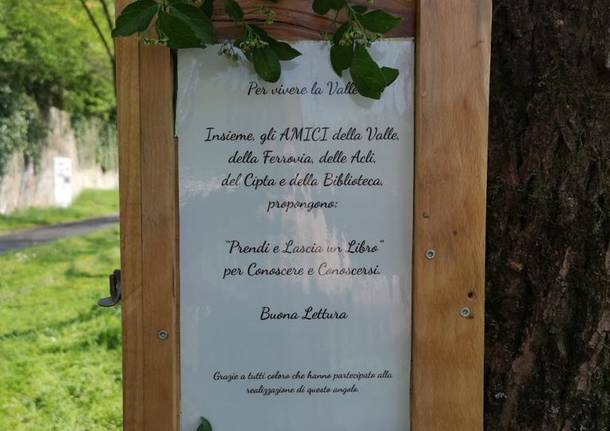 Per vivere la Valle
Insieme, gli AMICI della Valle,
della Ferrovia, delle Acli,
del Cipta e della Biblioteca,
propongono:
"Prendi e Lascia un Libro"
per Conoscere e Conoscersi.
Buona Lettura
Grazie a tutti coloro che hanno partecipato alla
realizzazione di questo angolo.